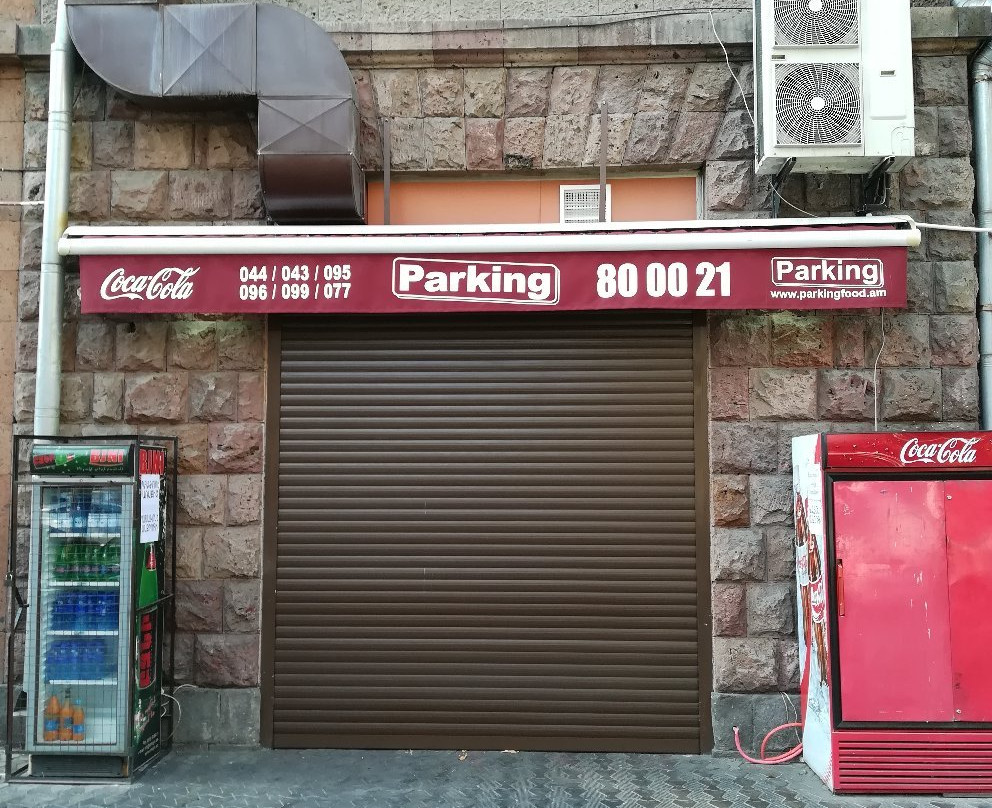 Coca-Cola
044 / 043 / 095
096 / 099 / 077
Parking
80 00 21
Parking
www.parkingfood.am
Coca-Cola